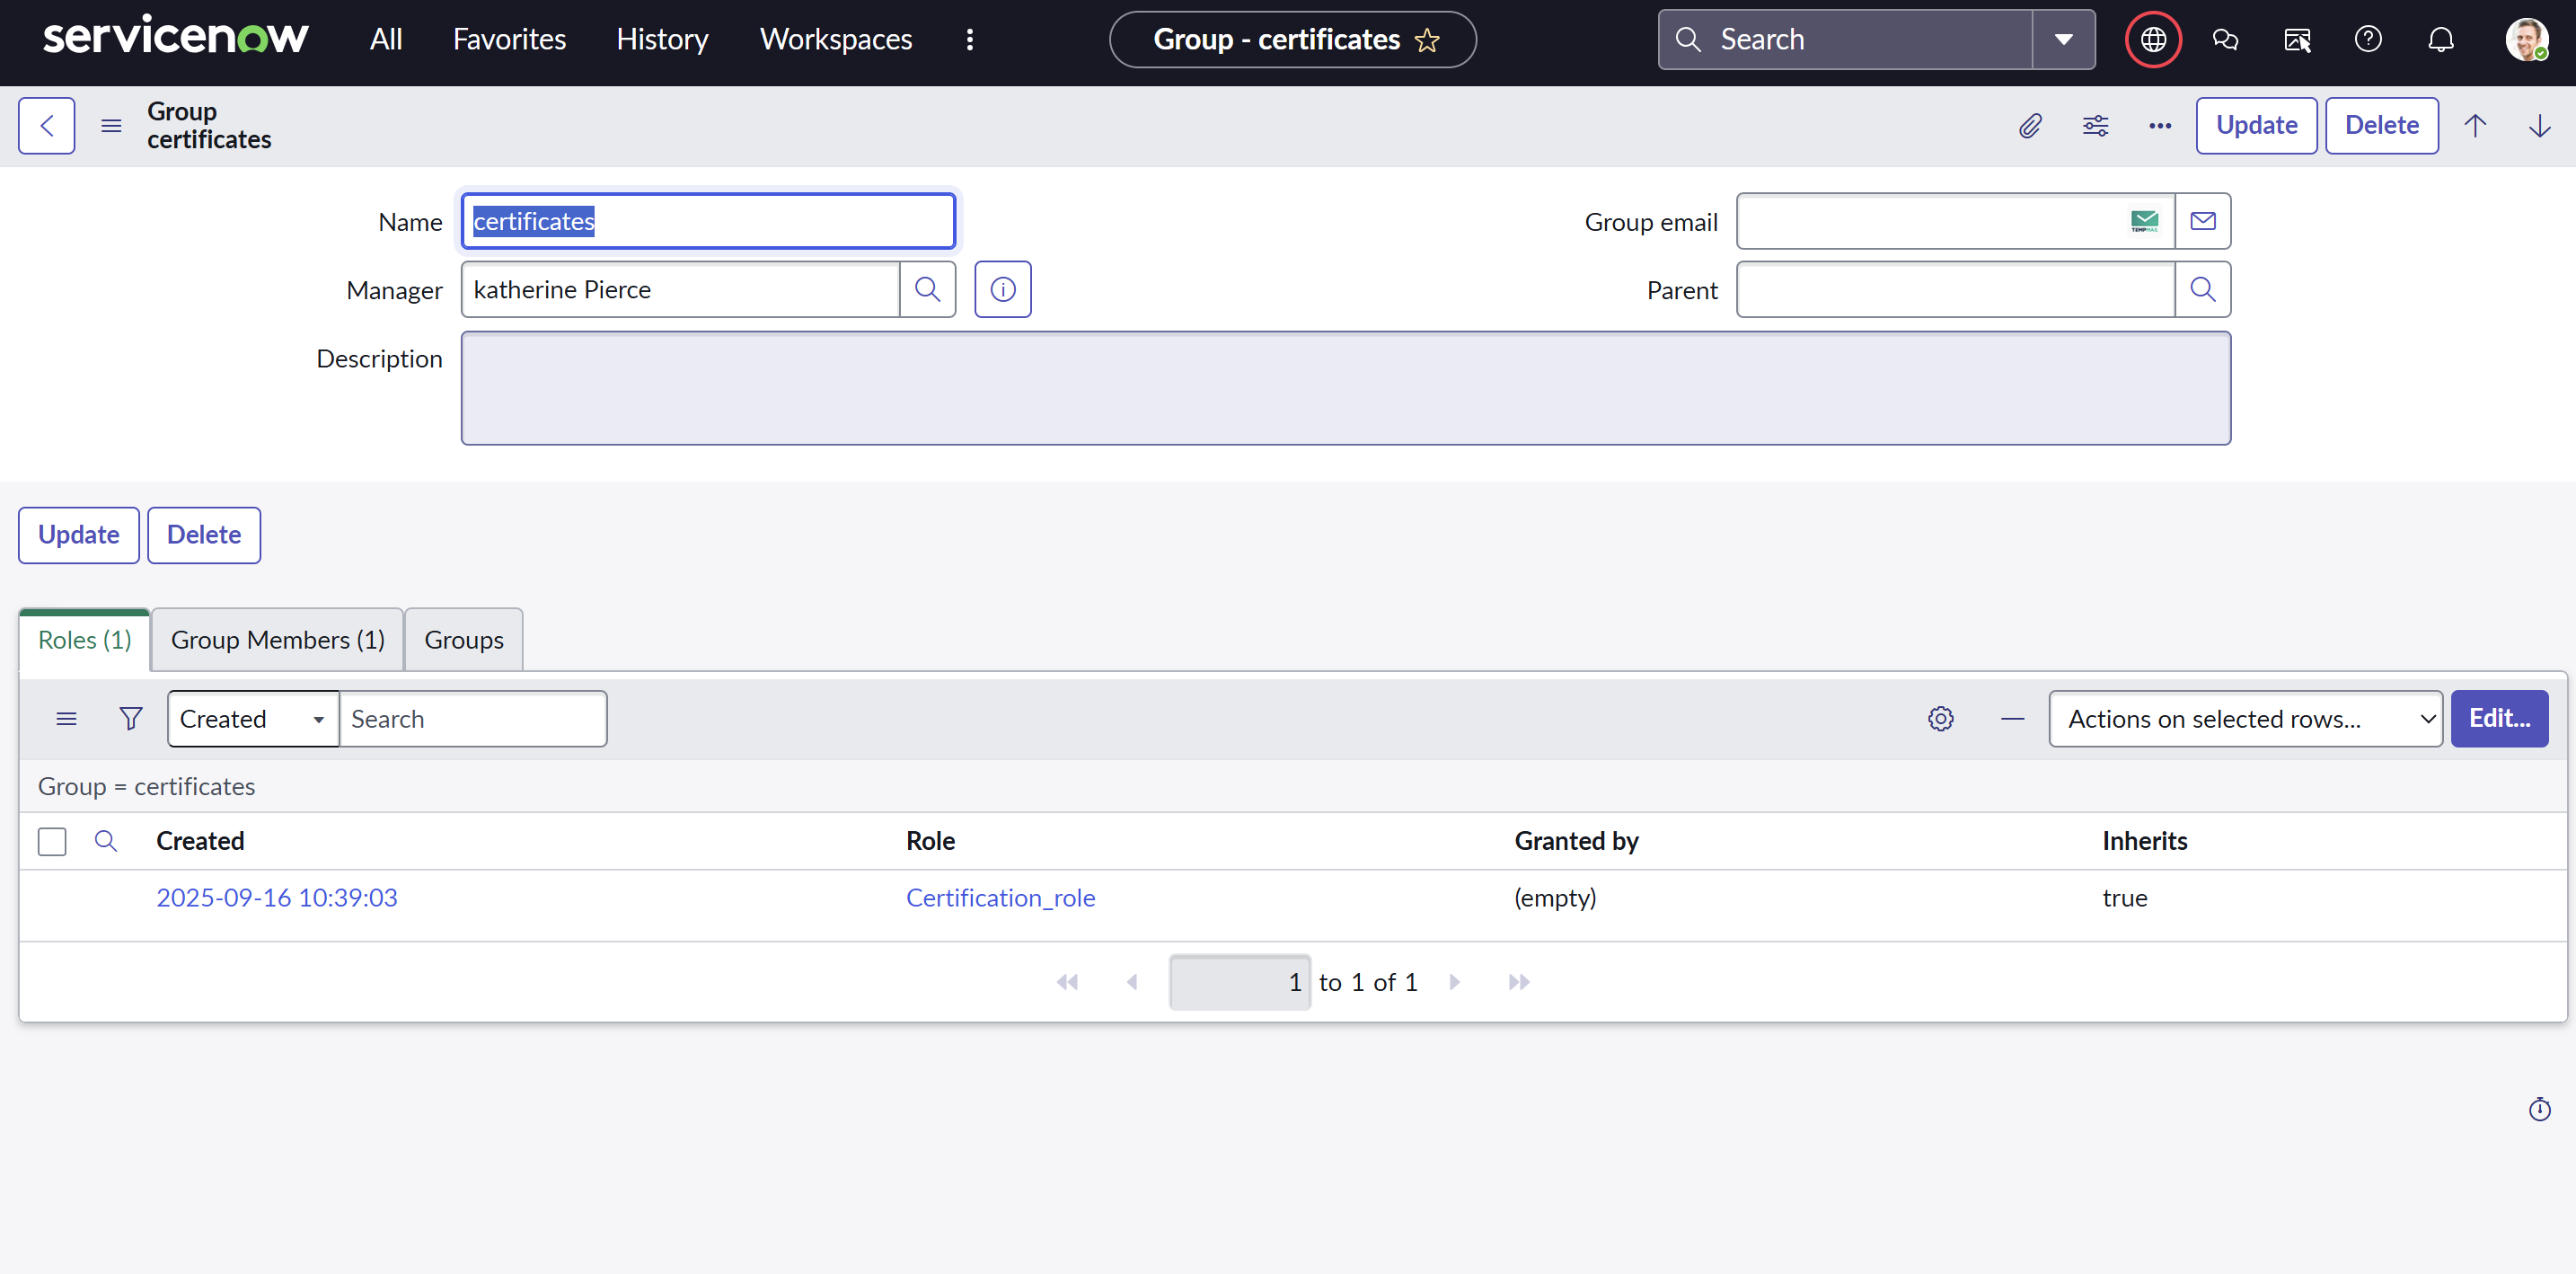 servicenow All Favorites History Workspaces Group - certificates Search
Group
certificates
Update Delete
Name certificates Group email TEMPMAIL
Manager katherine Pierce Parent
Description
Update Delete
Roles (1) Group Members (1) Groups
Created Search Actions on selected rows... Edit...
Group = certificates
Created Role Granted by Inherits
2025-09-16 10:39:03 Certification_role (empty) true
1 to 1 of 1